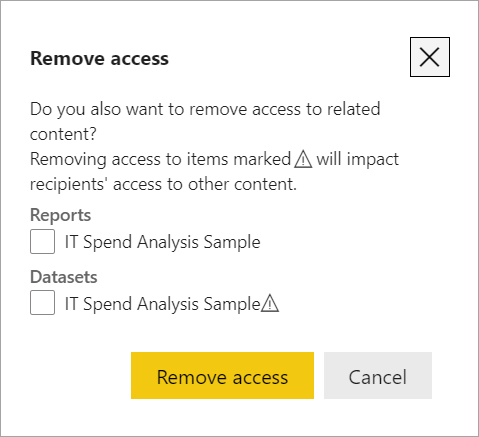 Remove access
Do you also want to remove access to related
content?
Removing access to items marked⚠ will impact
recipients' access to other content.
Reports
IT Spend Analysis Sample
Datasets
IT Spend Analysis Sample⚠
Remove access
Cancel